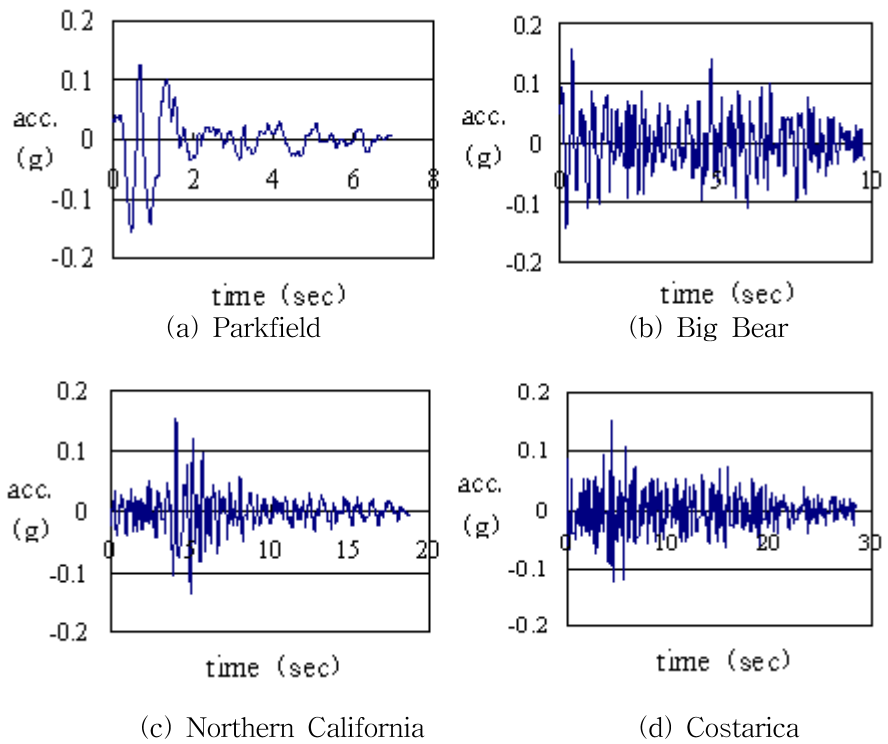 0.2
0.1
acc.
0
(g)
0 2 4 6 8
-0.1
-0.2
time (sec)
(a) Parkfield
0.2
0.1
acc.
0
(g)
0 5 10
-0.1
-0.2
time (sec)
(b) Big Bear
0.2
0.1
acc.
0
(g)
0 5 10 15 20
-0.1
-0.2
time (sec)
(c) Northern California
0.2
0.1
acc.
0
(g)
0 10 20 30
-0.1
-0.2
time (sec)
(d) Costarica